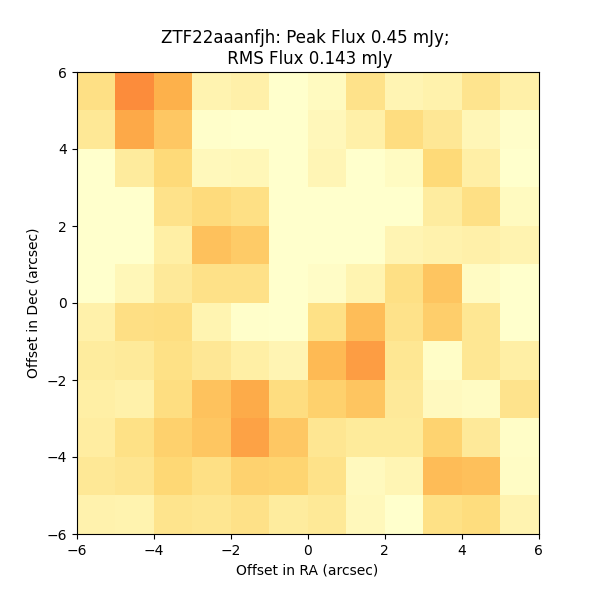 ZTF22aaanfjh: Peak Flux 0.45 mJy;
RMS Flux 0.143 mJy
6
4
2
0
−2
−4
−6
Offset in Dec (arcsec)
−6 −4 −2 0 2 4 6
Offset in RA (arcsec)